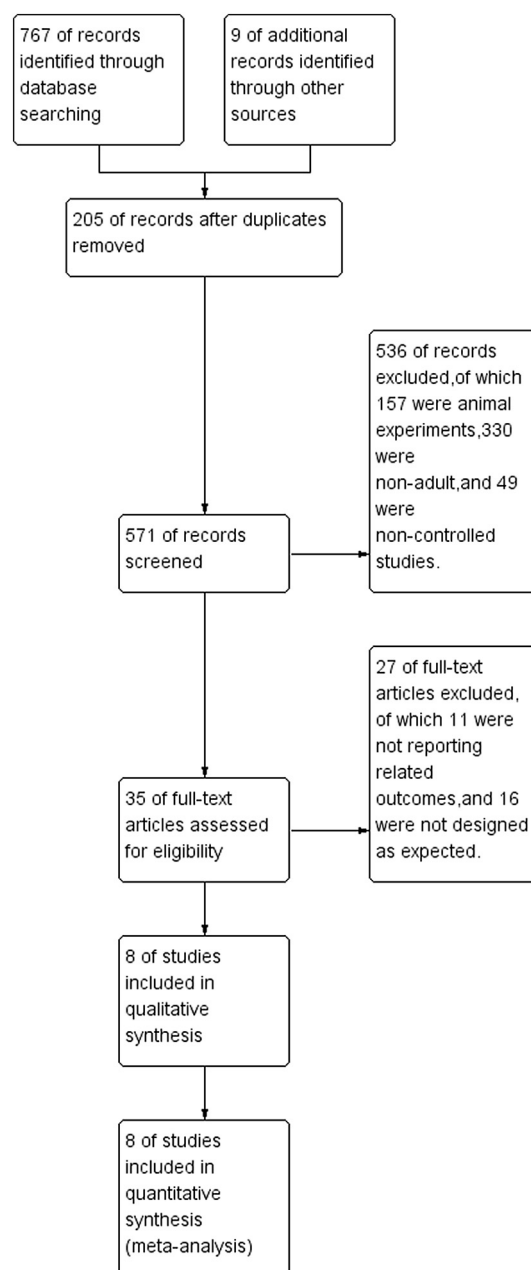 767 of records
identified through
database
searching
9 of additional
records identified
through other
sources
205 of records after duplicates
removed
536 of records
excluded,of which
157 were animal
experiments,330
were
non-adult,and 49
were
non-controlled
studies.
571 of records
screened
27 of full-text
articles excluded,
of which 11 were
not reporting
related
outcomes,and 16
were not designed
as expected.
35 of full-text
articles assessed
for eligibility
8 of studies
included in
qualitative
synthesis
8 of studies
included in
quantitative
synthesis
(meta-analysis)